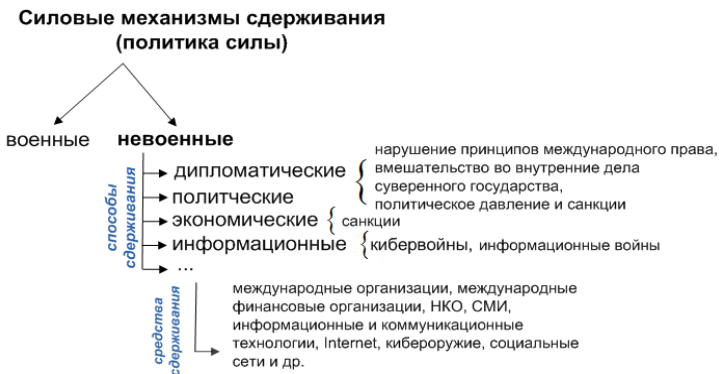 Силовые механизмы сдерживания
(политика силы)
военные
невоенные
способы
сдерживания
дипломатические
политческие
нарушение принципов международного права,
вмешательство во внутренние дела
суверенного государства,
политическое давление и санкции
экономические
санкции
информационные
кибервойны, информационные войны
...
средства
сдерживания
международные организации, международные
финансовые организации, НКО, СМИ,
информационные и коммуникационные
технологии, Internet, кибероружие, социальные
сети и др.